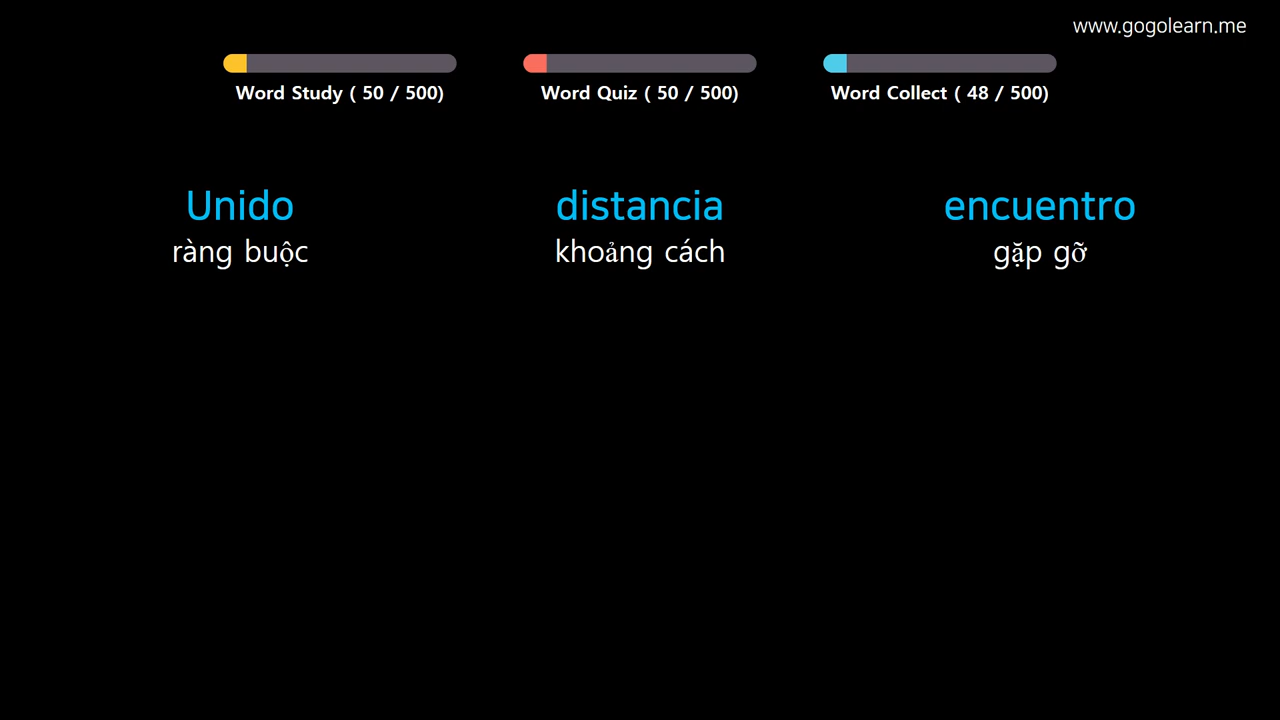 www.gogolearn.me
Word Study ( 50 / 500)
Word Quiz ( 50 / 500)
Word Collect ( 48 / 500)
Unido
ràng buộc
distancia
khoảng cách
encuentro
gặp gỡ